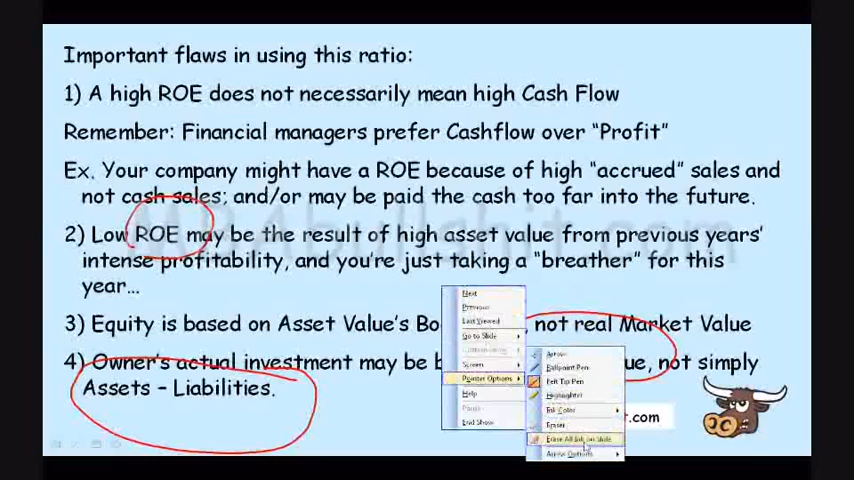 Important flaws in using this ratio:
1) A high ROE does not necessarily mean high Cash Flow
Remember: Financial managers prefer Cashflow over "Profit"
Ex. Your company might have a ROE because of high "accrued" sales and
not cash sales; and/or may be paid the cash too far into the future.
MBAbullshit.com
2) Low ROE may be the result of high asset value from previous years'
intense profitability, and you're just taking a "breather" for this
year...
3) Equity is based on Asset Value's Bo , not real Market Value
4) Owner's actual investment may be b ue, not simply
Assets - Liabilities.
Next
Previous
Last Viewed
Go to Slide
Screen
Pointer Options
Help
Pause
End Show
Arrow
Ballpoint Pen
Felt Tip Pen
Highlighter
Ink Color
Eraser
Erase All Ink on Slide
Arrow Options
.com